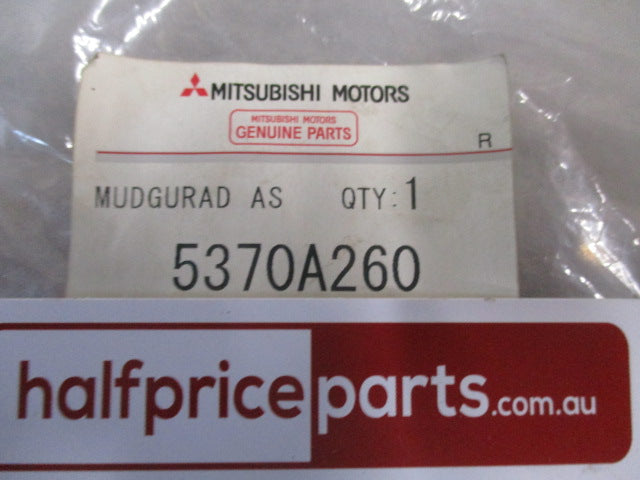 MITSUBISHI MOTORS
MITSUBISHI MOTORS
GENUINE PARTS
R
MUDGURAD AS QTY:1
5370A260
halfpriceparts.com.au